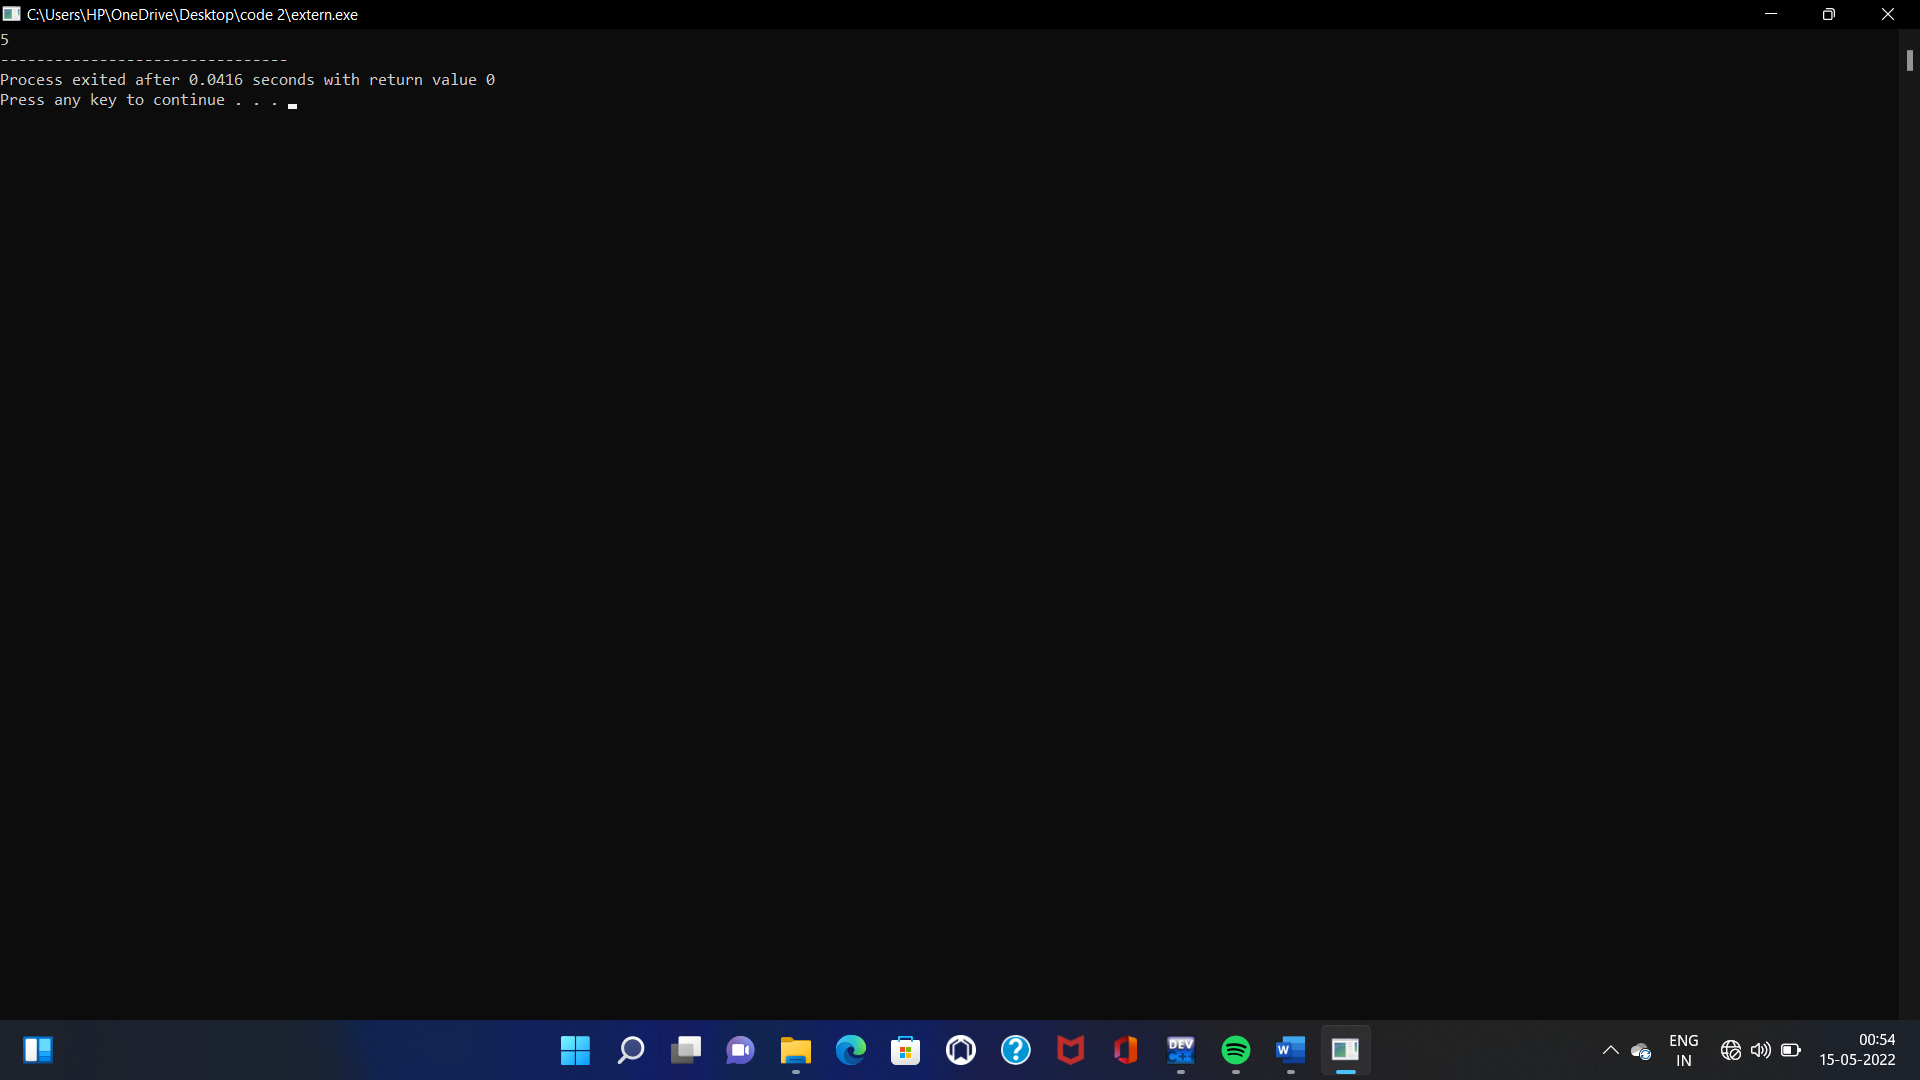 C:\Users\HP\OneDrive\Desktop\code 2\extern.exe
5
--------------------------------
Process exited after 0.0416 seconds with return value 0
Press any key to continue . . .
DEV
C++
W
ENG
IN
00:54
15-05-2022